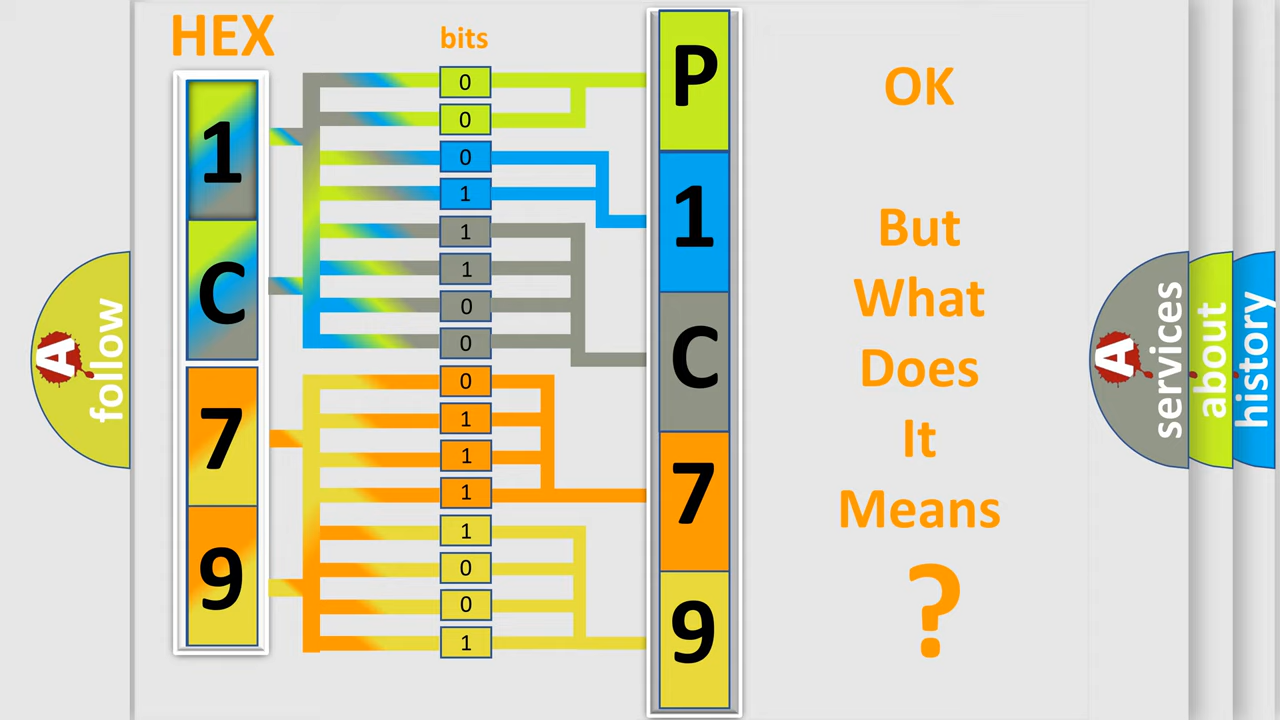 HEX
bits
1
C
7
9
0
0
0
1
1
1
0
0
0
1
1
1
1
0
0
1
P
1
C
7
9
OK
But
What
Does
It
Means
?
A
follow
A
services
about
history